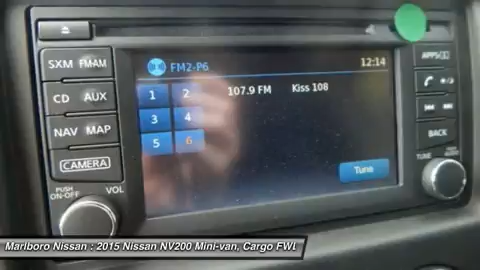 FM2-P6 12:14
SXM FM-AM
1 2 107.9 FM Kiss 108
APPS
CD AUX
3 4
NAV MAP
5 6
BACK
CAMERA
Tune
TUNE
PUSH
ON·OFF
VOL
Marlboro Nissan : 2015 Nissan NV200 Mini-van, Cargo FWI